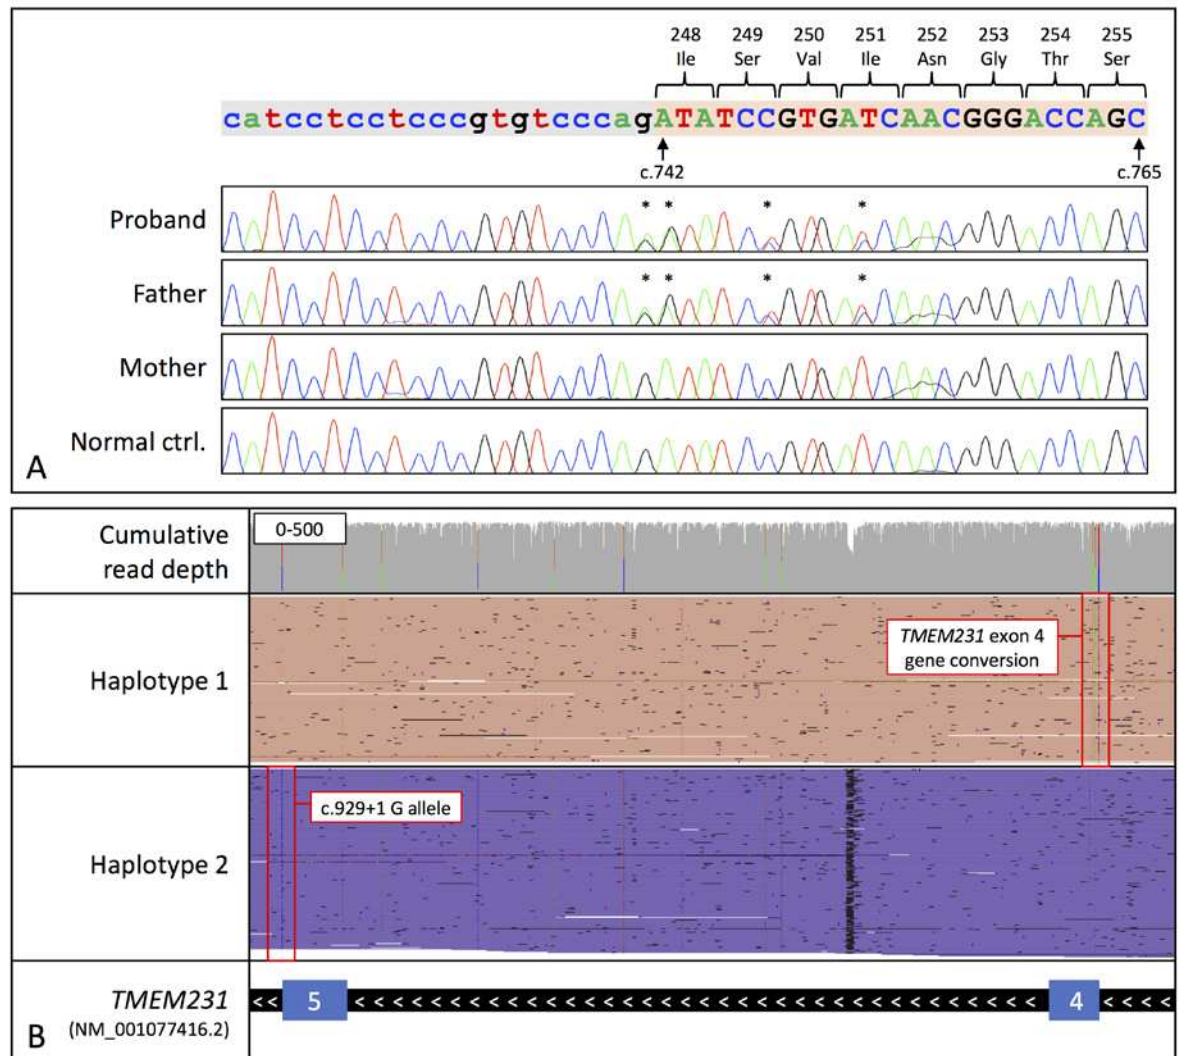 248 249 250 251 252 253 254 255
Ile Ser Val Ile Asn Gly Thr Ser
catcctcctcccgtgtcccagATATCCGTGATCAACGGGACCAGC
c.742 c.765
* * * *
Proband
* * * *
Father
Mother
Normal ctrl.
A
Cumulative
read depth
0-500
Haplotype 1
TMEM231 exon 4
gene conversion
Haplotype 2
c.929+1 G allele
TMEM231
(NM_001077416.2)
5
4
B